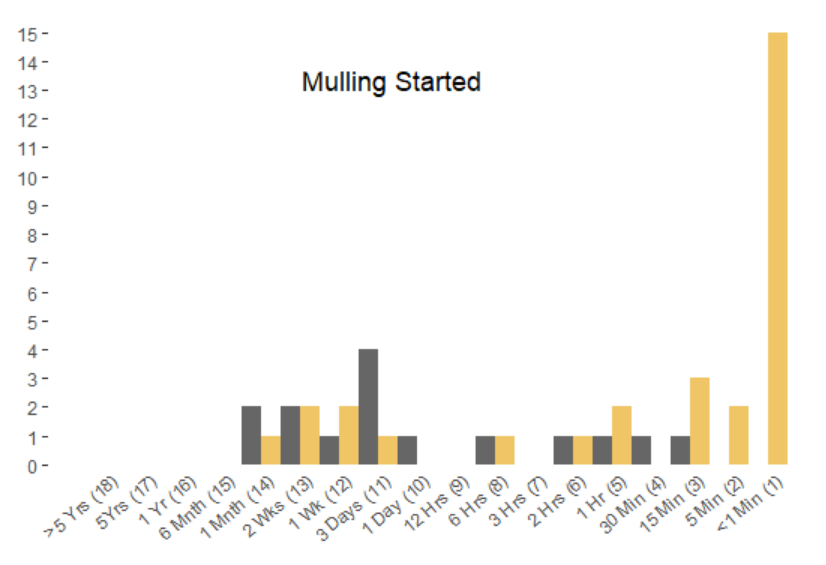 Mulling Started
15
14
13
12
11
10
9
8
7
6
5
4
3
2
1
0
>5 Yrs (18)
5Yrs (17)
1 Yr (16)
6 Mnth (15)
1 Mnth (14)
2 Wks (13)
1 Wk (12)
3 Days (11)
1 Day (10)
12 Hrs (9)
6 Hrs (8)
3 Hrs (7)
2 Hrs (6)
1 Hr (5)
30 Min (4)
15 Min (3)
5 Min (2)
<1 Min (1)